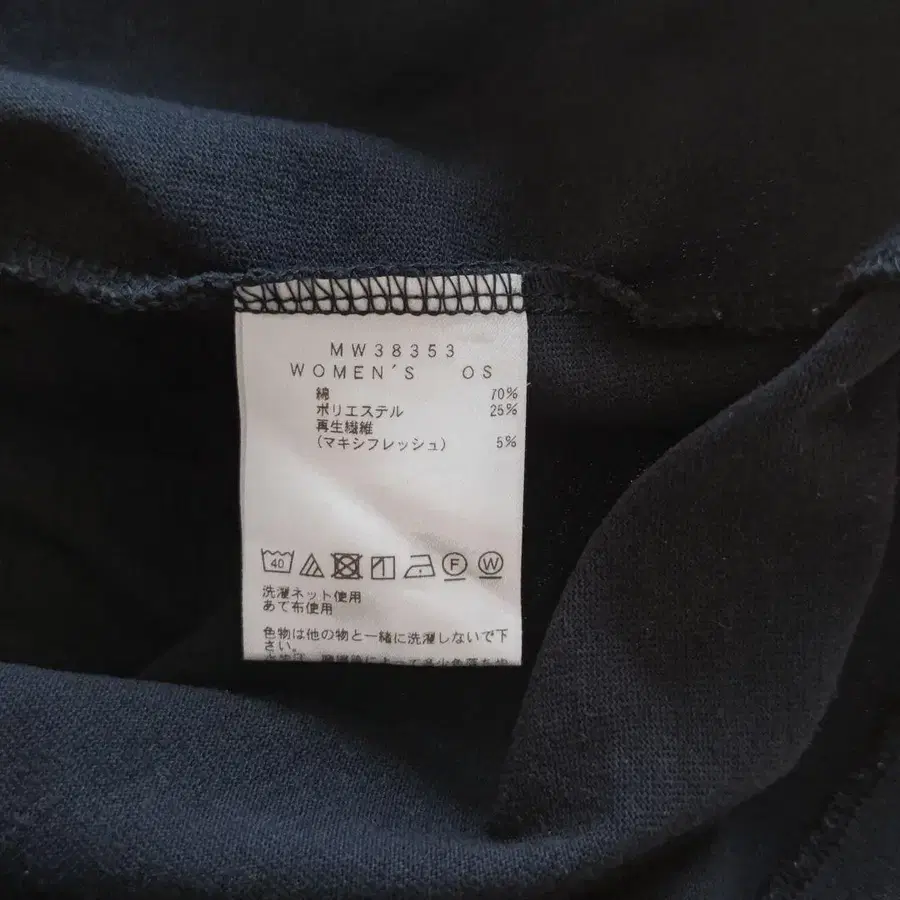 MW38353
WOMEN'S OS
綿 70%
ポリエステル 25%
再生繊維
(マキシフレッシュ) 5%
40 F W
洗濯ネット使用
あて布使用
色物は他の物と一緒に洗濯しないで下
さい。